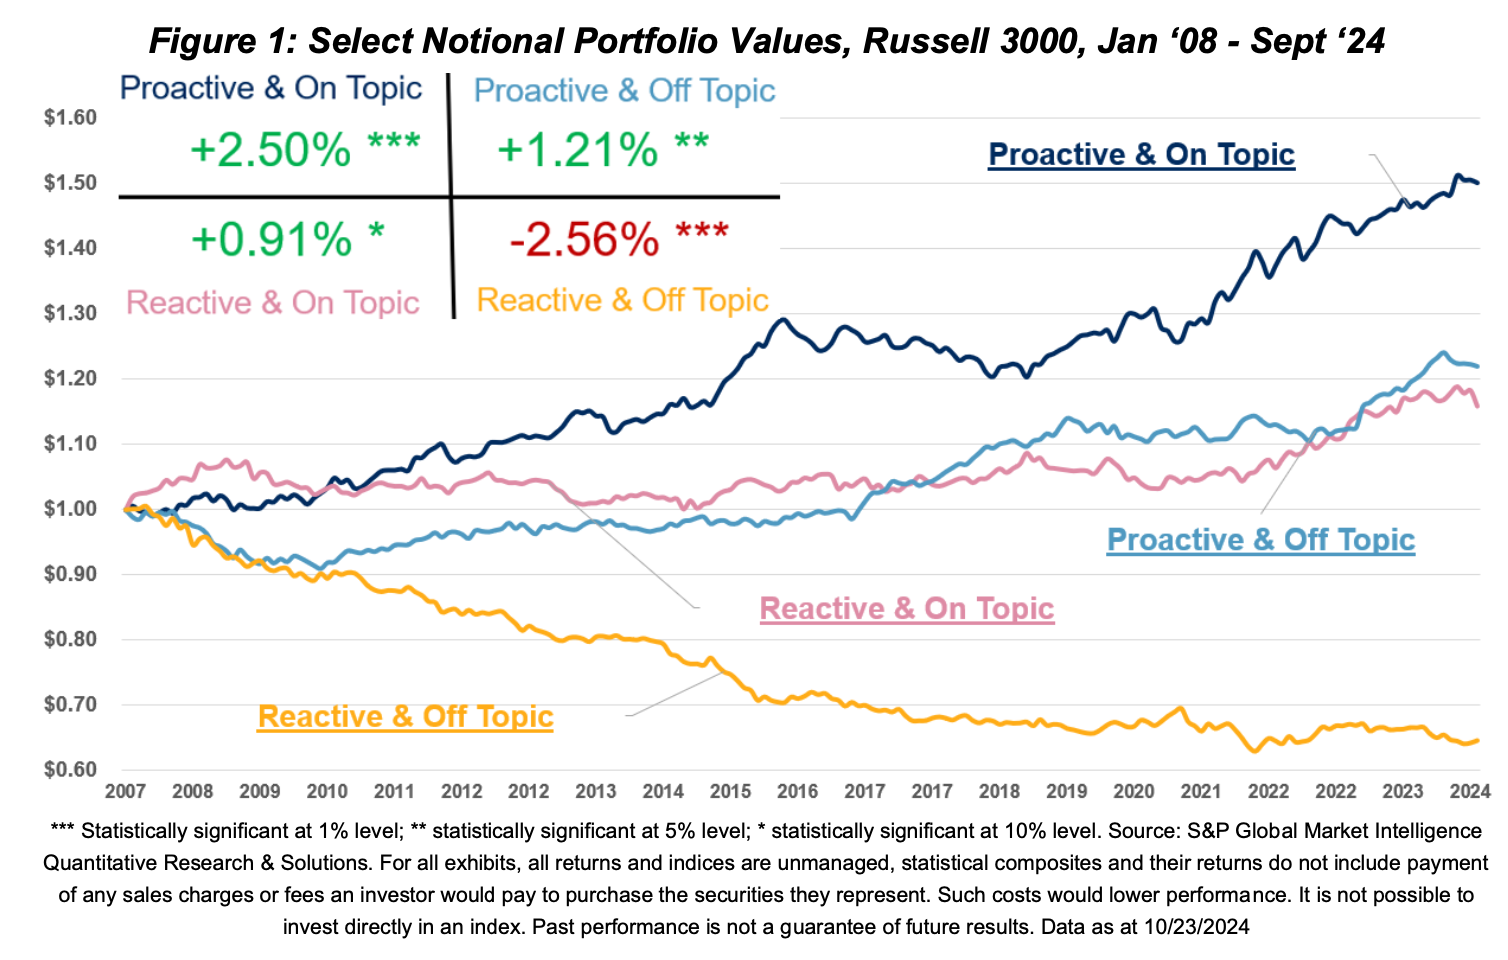 Figure 1: Select Notional Portfolio Values, Russell 3000, Jan ‘08 - Sept ‘24
Proactive & On Topic
Proactive & Off Topic
+2.50% ***
+1.21% **
+0.91% *
-2.56% ***
Reactive & On Topic
Reactive & Off Topic
$1.60
$1.50
$1.40
$1.30
$1.20
$1.10
$1.00
$0.90
$0.80
$0.70
$0.60
Proactive & On Topic
Proactive & Off Topic
Reactive & On Topic
Reactive & Off Topic
2007 2008 2009 2010 2011 2012 2012 2013 2014 2015 2016 2017 2017 2018 2019 2020 2021 2022 2022 2023 2024
*** Statistically significant at 1% level; ** statistically significant at 5% level; * statistically significant at 10% level. Source: S&P Global Market Intelligence
Quantitative Research & Solutions. For all exhibits, all returns and indices are unmanaged, statistical composites and their returns do not include payment
of any sales charges or fees an investor would pay to purchase the securities they represent. Such costs would lower performance. It is not possible to
invest directly in an index. Past performance is not a guarantee of future results. Data as at 10/23/2024